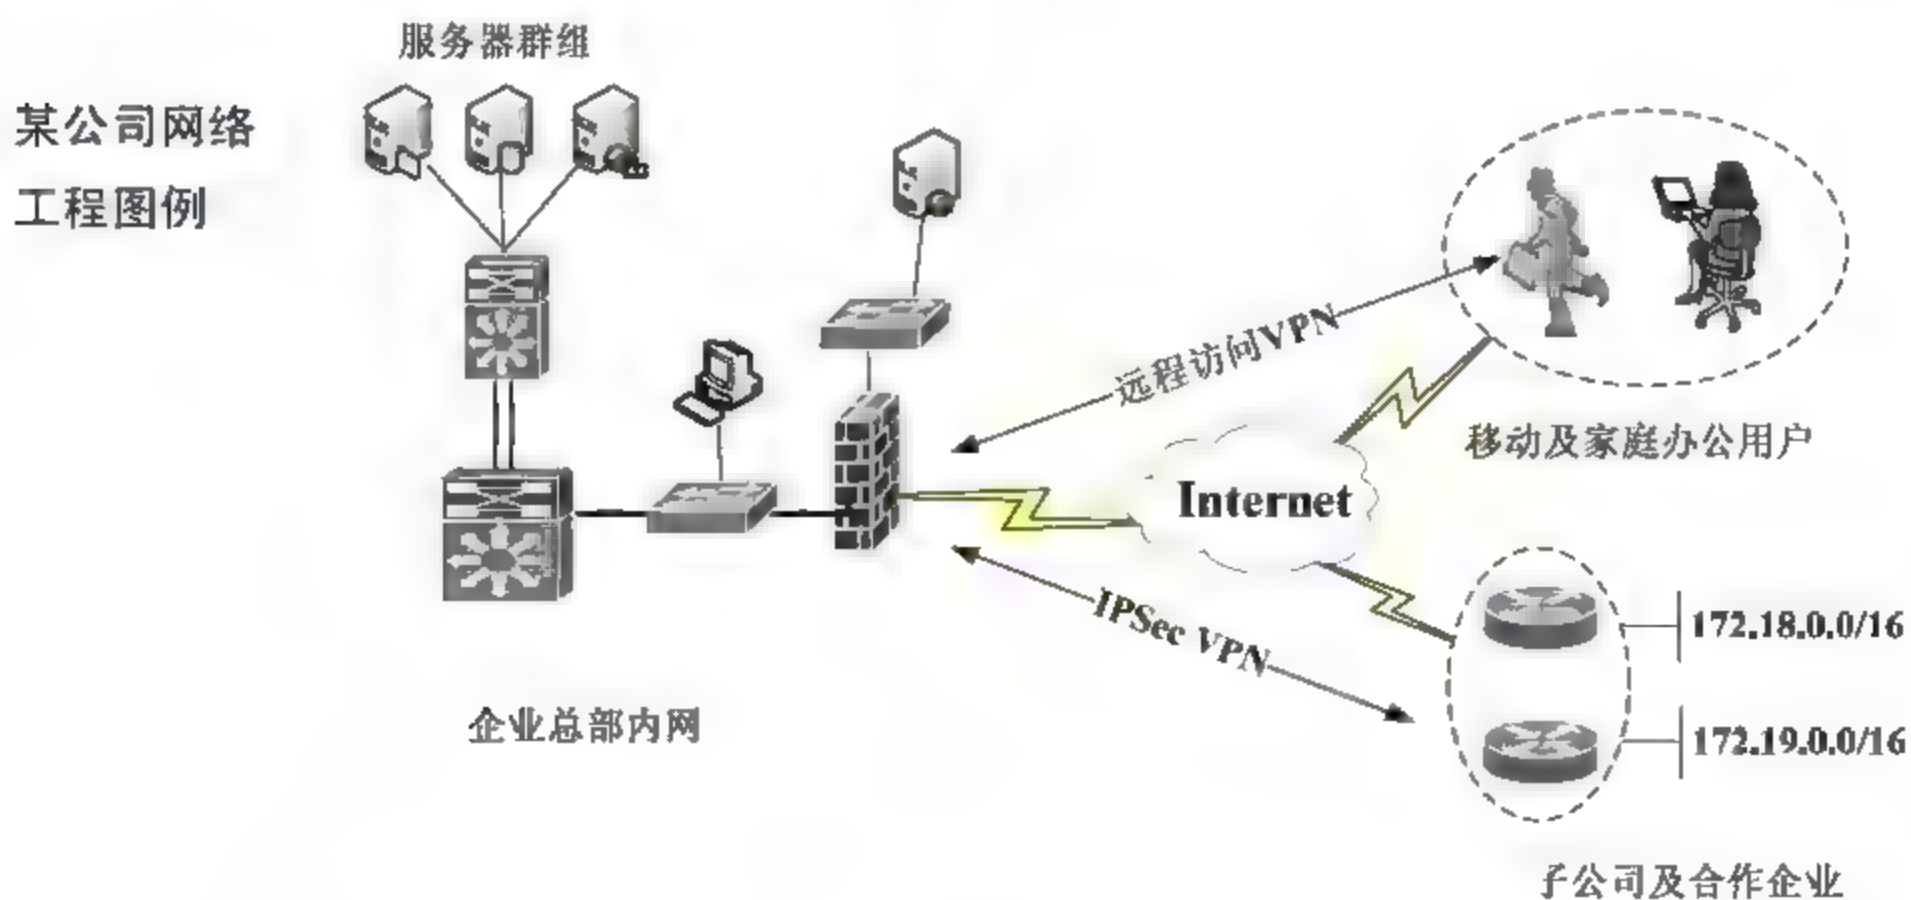 服务器群组
某公司网络
工程图例
远程访问VPN
移动及家庭办公用户
Internet
IPSec VPN
172.18.0.0/16
企业总部内网
172.19.0.0/16
子公司及合作企业